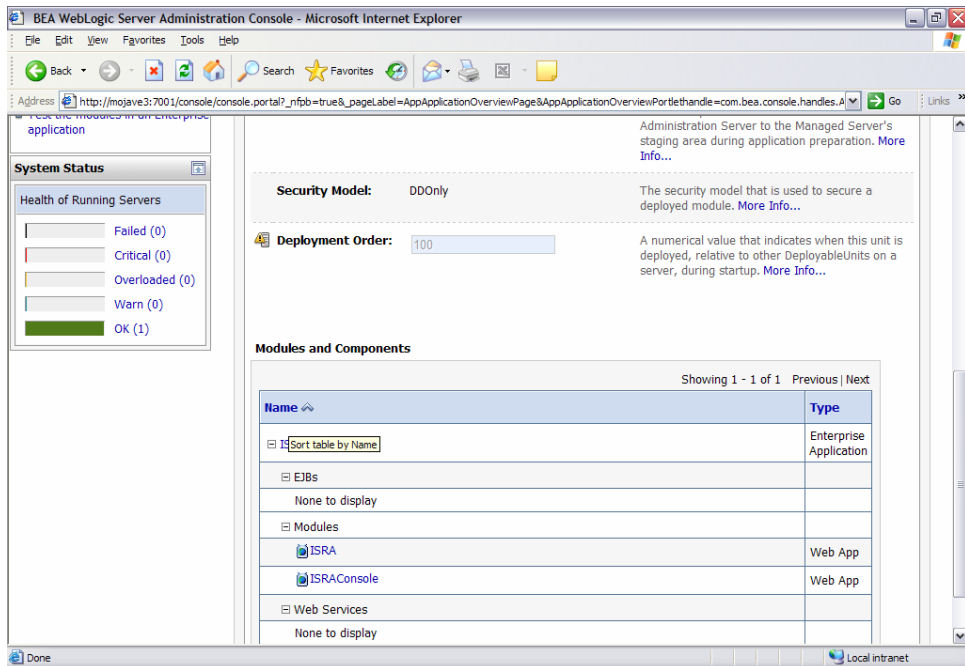 BEA WebLogic Server Administration Console - Microsoft Internet Explorer
File Edit View Favorites Tools Help
Back Search Favorites
Address http://mojave3:7001/console/console.portal?_nfpb=true&_pageLabel=AppApplicationOverviewPage&AppApplicationOverviewPortlethandle=com.bea.console.handles.A Go Links »
Test the modules in an Enterprise
application
System Status
Health of Running Servers
Failed (0)
Critical (0)
Overloaded (0)
Warn (0)
OK (1)
Administration Server to the Managed Server's
staging area during application preparation. More
Info...
Security Model: DDOnly
The security model that is used to secure a
deployed module. More Info...
Deployment Order: 100
A numerical value that indicates when this unit is
deployed, relative to other DeployableUnits on a
server, during startup. More Info...
Modules and Components
Showing 1 - 1 of 1 Previous | Next
Name Type
Sort table by Name
Enterprise
Application
EJBs
None to display
Modules
ISRA Web App
ISRAConsole Web App
Web Services
None to display
Done Local intranet